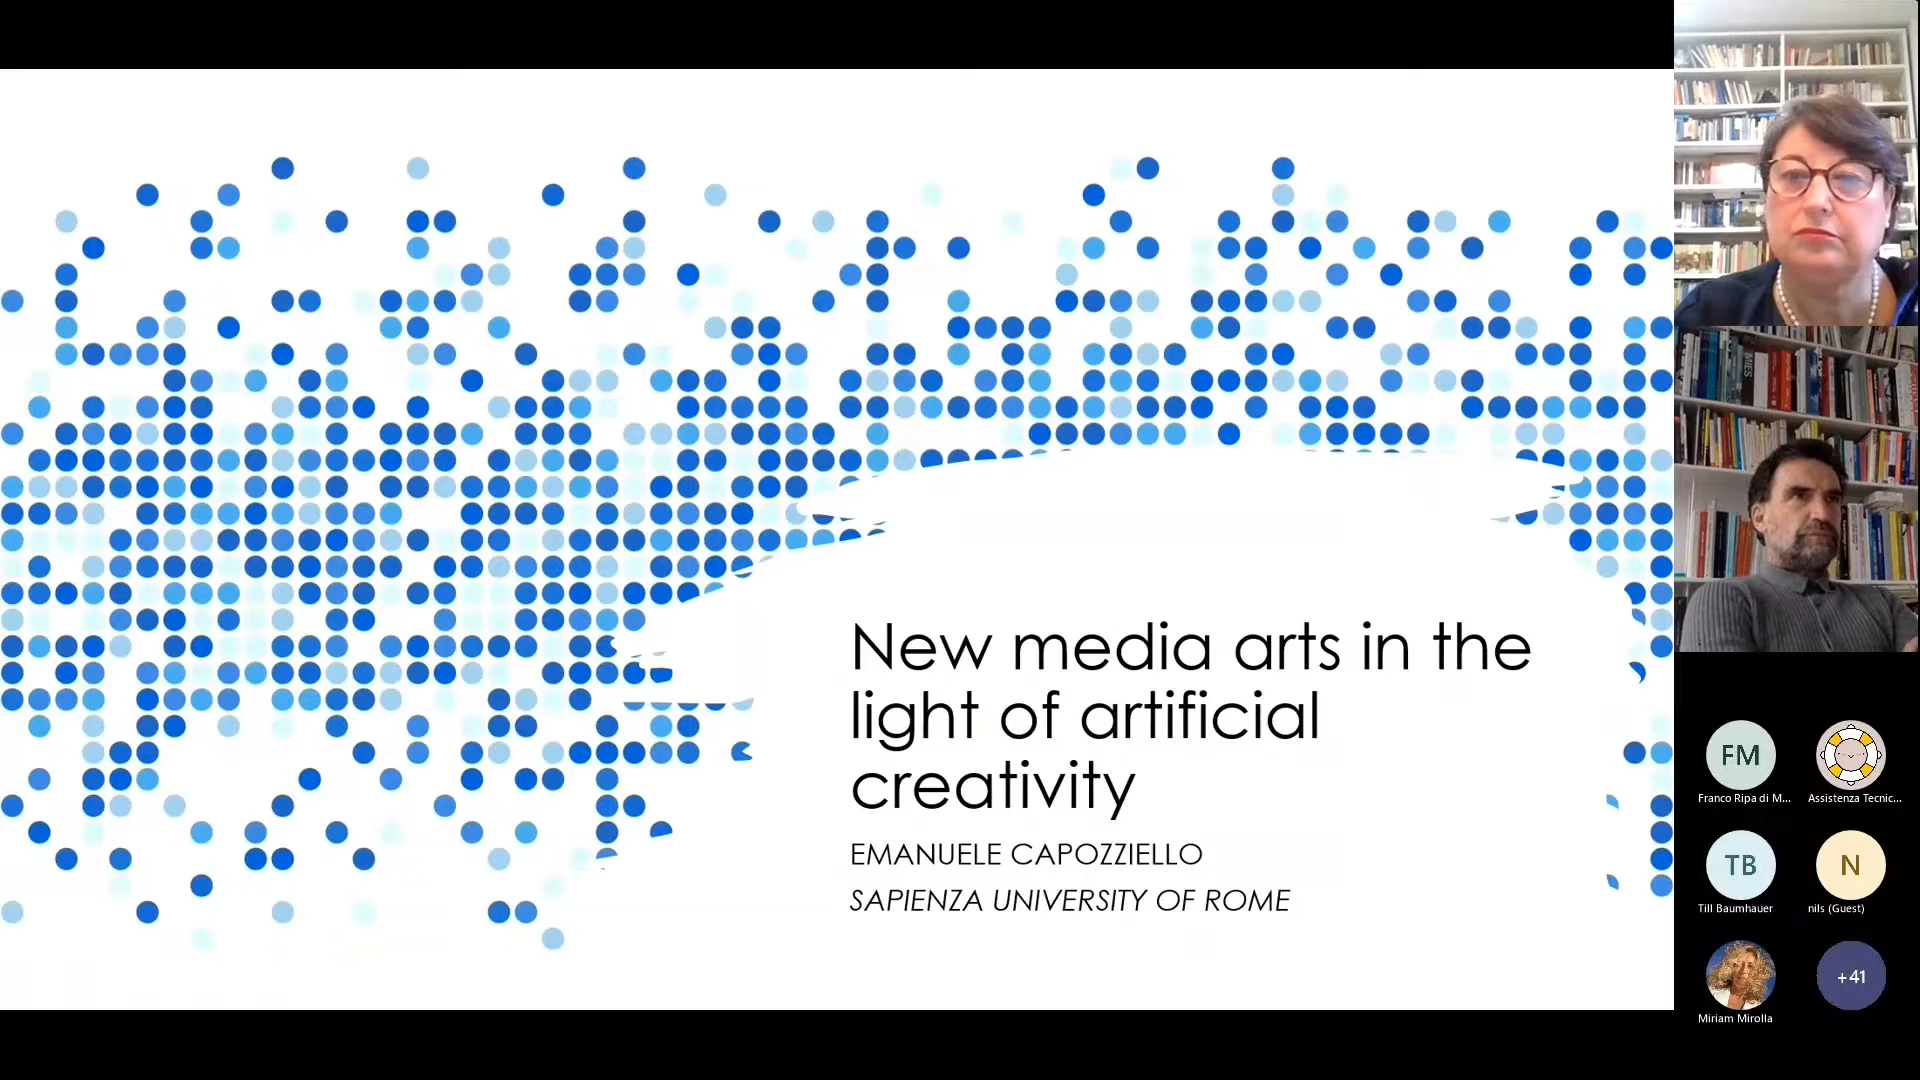 New media arts in the
light of artificial
creativity
EMANUELE CAPOZZIELLO
SAPIENZA UNIVERSITY OF ROME
FM
Franco Ripa di M...
Assistenza Tecnic...
TB
Till Baumhauer
N
nils (Guest)
Miriam Mirolla
+41